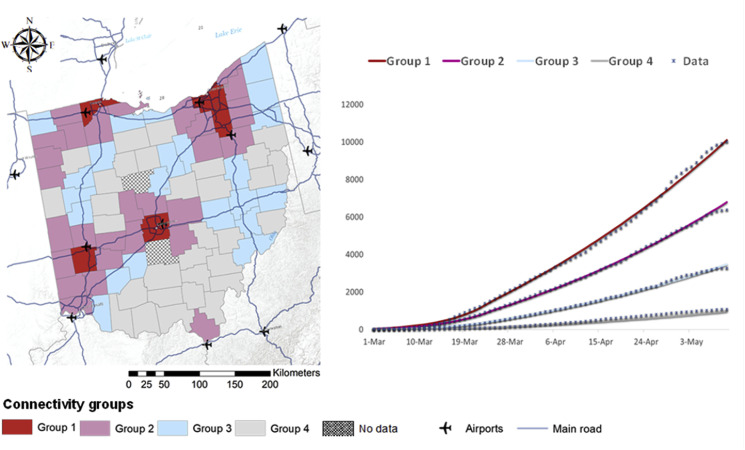 N
W E
S
Lake Erie
Group 1 Group 2 Group 3 Group 4 Data
12000
10000
8000
6000
4000
2000
0
1-Mar 10-Mar 19-Mar 28-Mar 6-Apr 15-Apr 24-Apr 3-May
Kilometers
0 25 50 100 150 200
Connectivity groups
Group 1 Group 2 Group 3 Group 4 No data Airports Main road